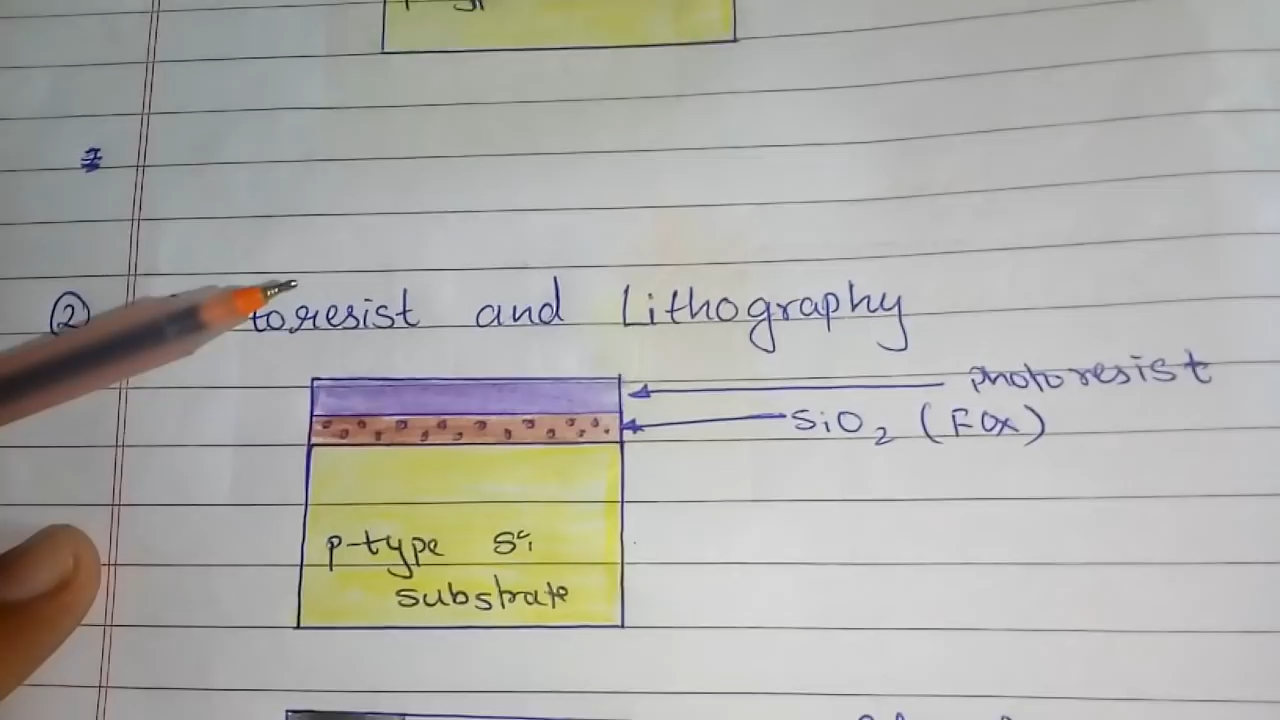 ② toresist and Lithography
photoresist
SiO₂ (FOx)
p-type Si
substrate